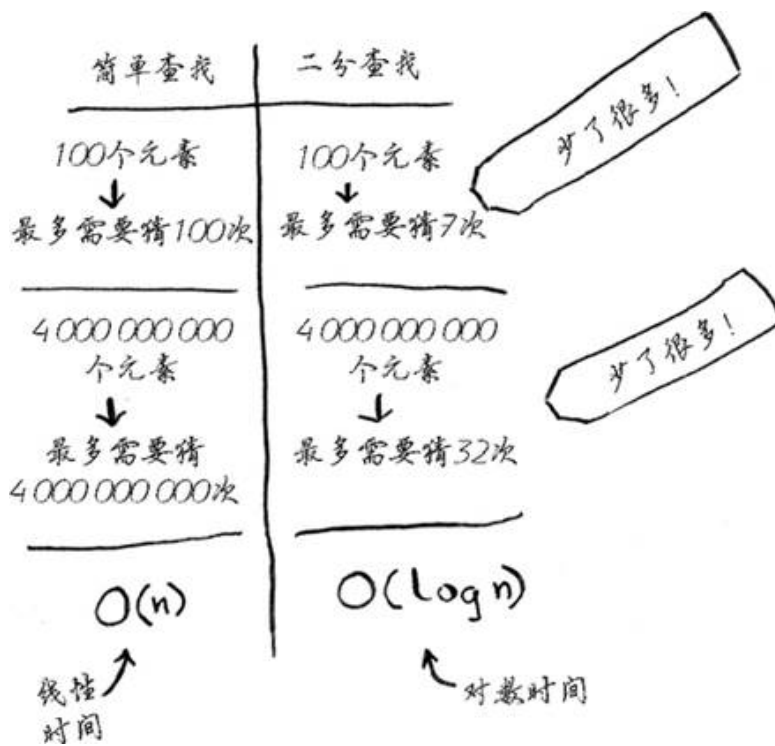 简单查找
二分查找
100个元素
最多需要猜100次
100个元素
最多需要猜7次
少了很多!
4 000 000 000
个元素
最多需要猜
4 000 000 000次
4 000 000 000
个元素
最多需要猜32次
少了很多!
O(n)
O(log n)
线性
时间
对数时间